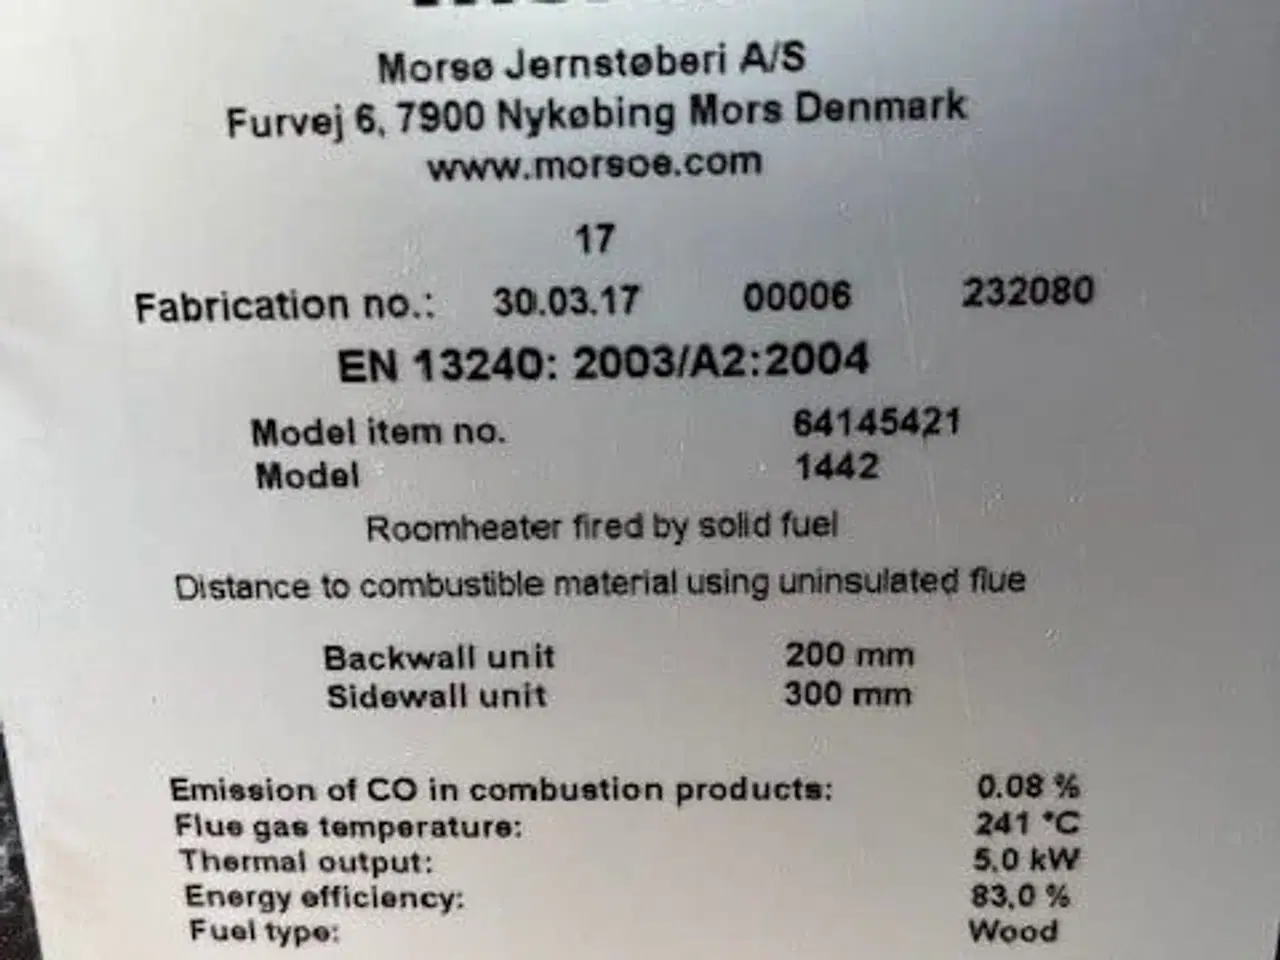 Morsø Jernstøberi A/S
Furvej 6, 7900 Nykøbing Mors Denmark
www.morsoe.com
17
Fabrication no.: 30.03.17 00006 232080
EN 13240: 2003/A2:2004
Model item no. 64145421
Model 1442
Roomheater fired by solid fuel
Distance to combustible material using uninsulated flue
Backwall unit 200 mm
Sidewall unit 300 mm
Emission of CO in combustion products: 0.08 %
Flue gas temperature: 241 °C
Thermal output: 5,0 kW
Energy efficiency: 83,0 %
Fuel type: Wood